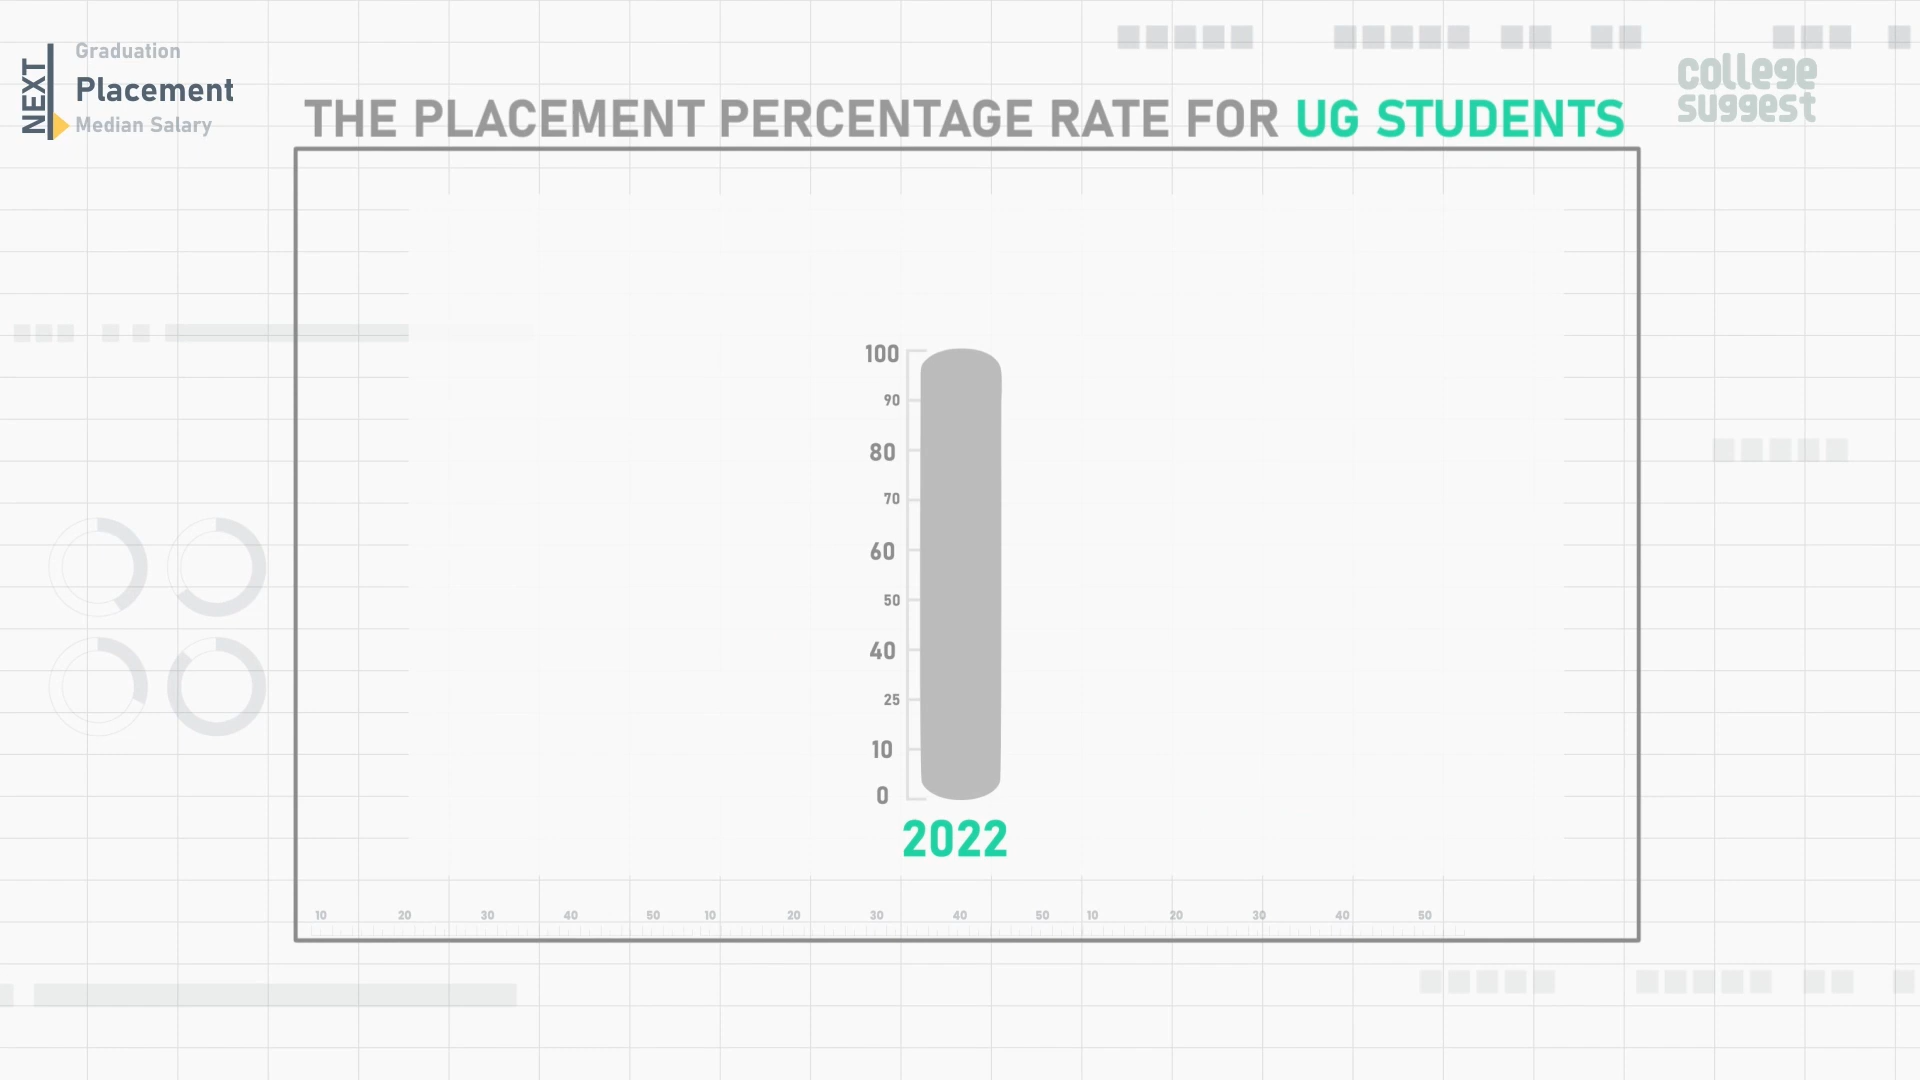 NEXT
Graduation
Placement
Median Salary
college
suggest
THE PLACEMENT PERCENTAGE RATE FOR UG STUDENTS
100
90
80
70
60
50
40
25
10
0
2022
10 20 30 40 50 10 20 30 40 50 10 20 30 40 50